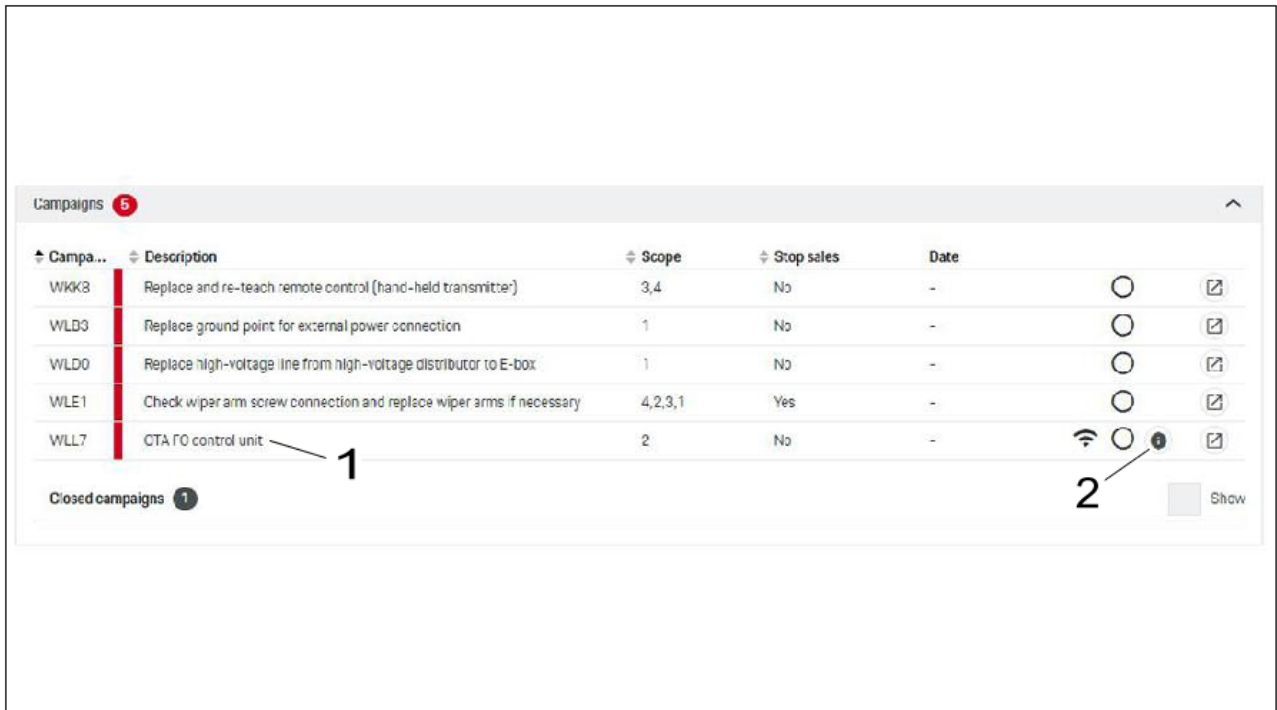 Campaigns 5
Campa... Description Scope Stop sales Date
WKK8 Replace and re-teach remote control (hand-held transmitter) 3,4 No -
WLB3 Replace ground point for external power connection 1 No -
WLD0 Replace high-voltage line from high-voltage distributor to E-box 1 No -
WLE1 Check wiper arm screw connection and replace wiper arms if necessary 4,2,3,1 Yes -
WLL7 control unit 2 No -
1
2
Closed campaigns 1 Show